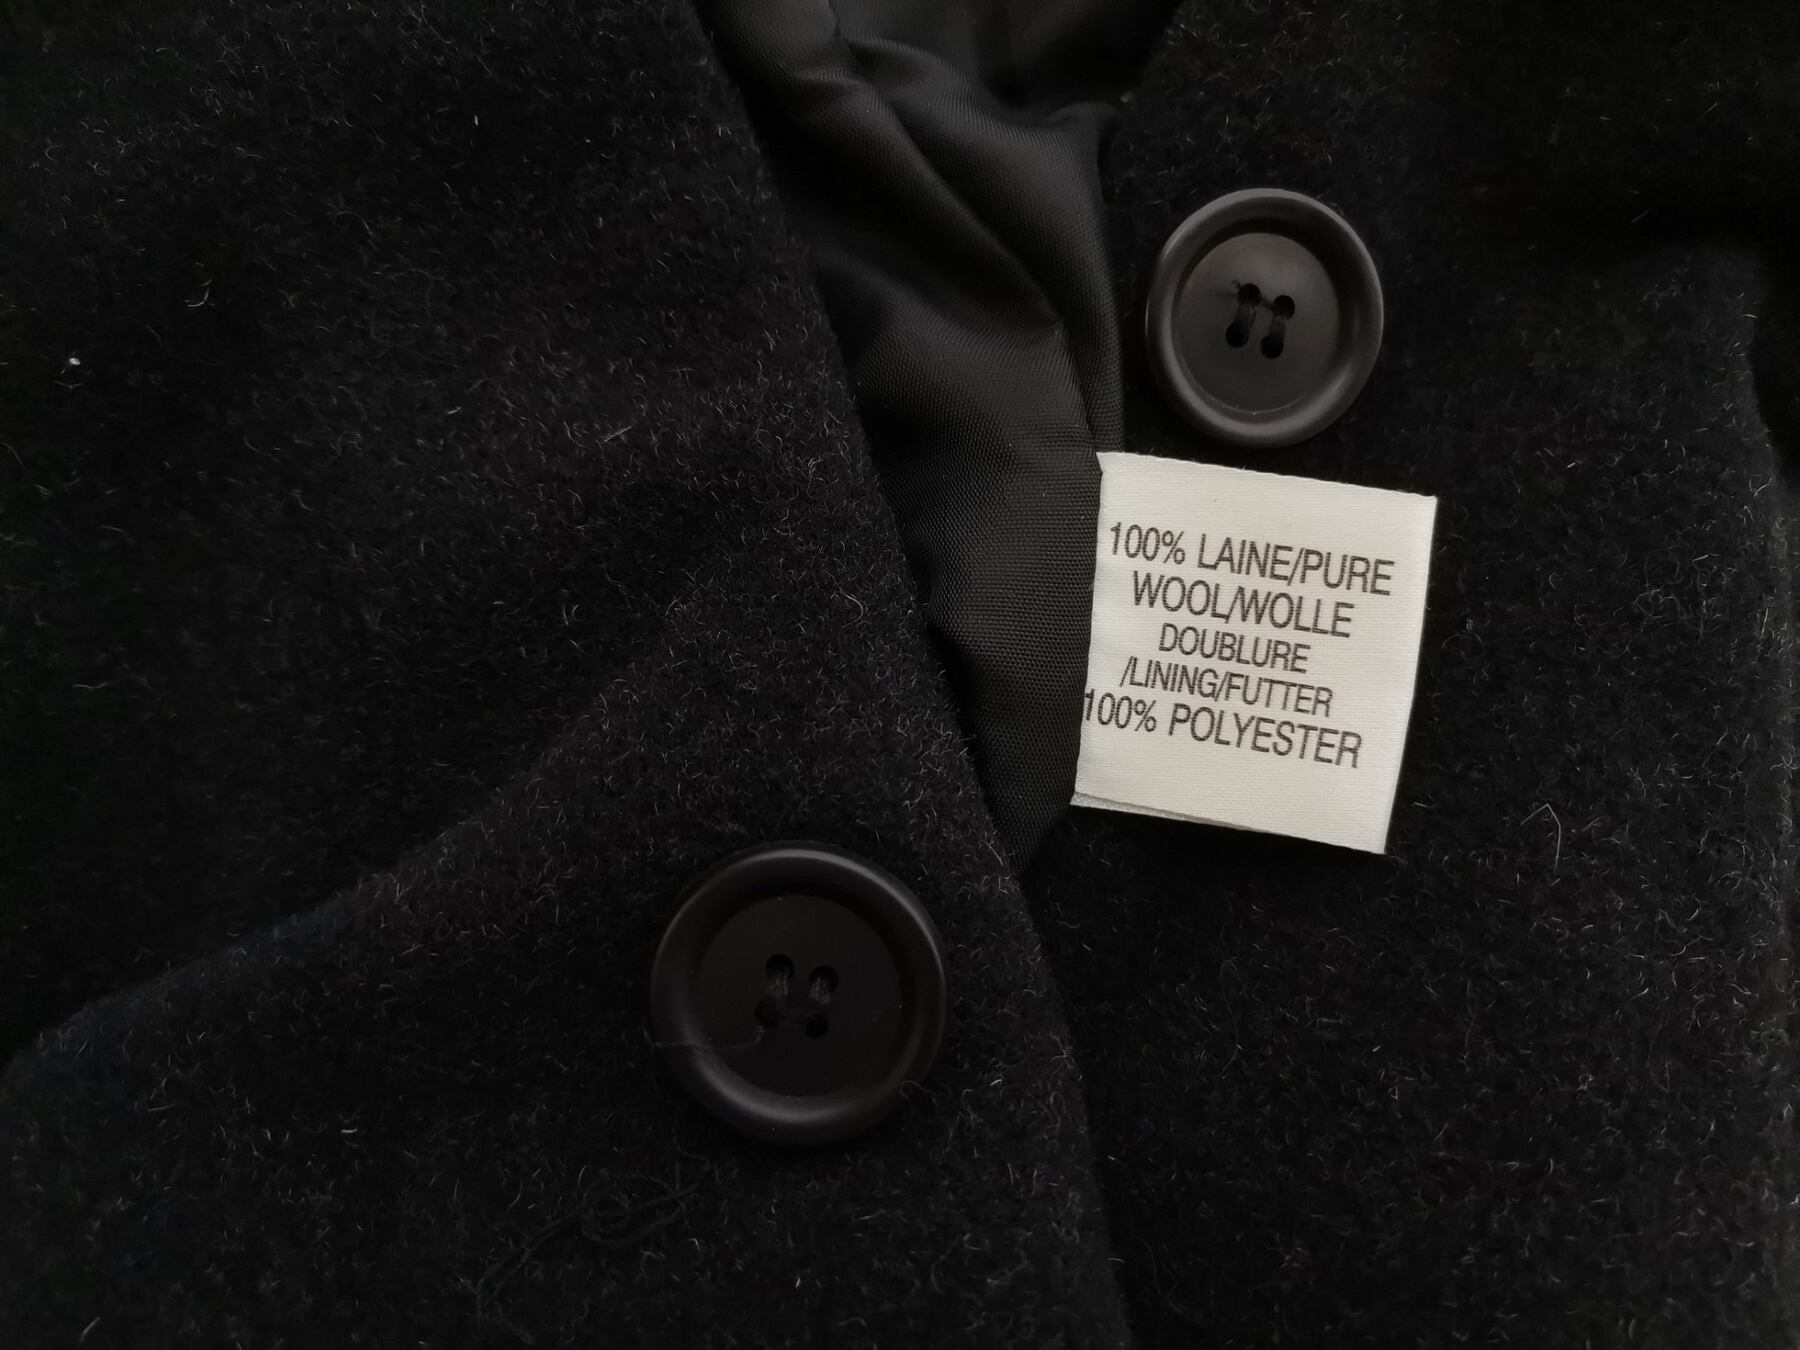 100% LAINE/PURE
WOOL/WOLLE
DOUBLURE
/LINING/FUTTER
100% POLYESTER